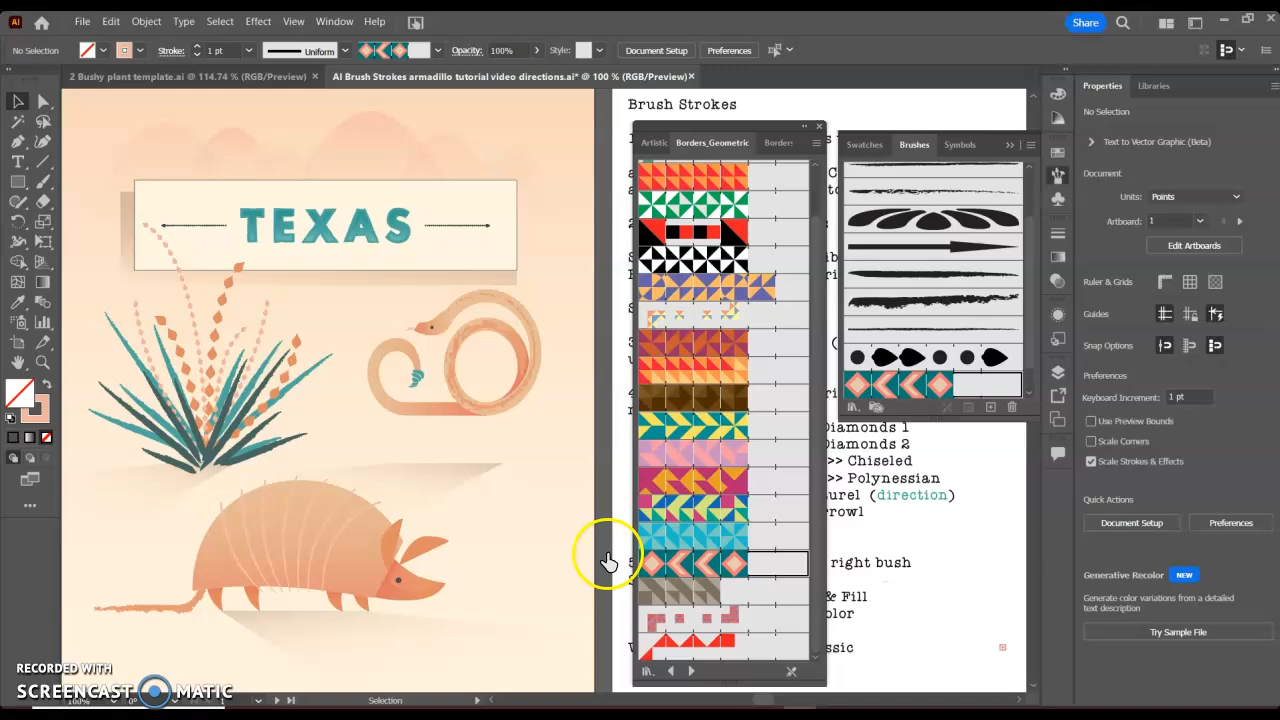 File Edit Object Type Select Effect View Window Help
Share
No Selection
Stroke: 1 pt
Uniform
Opacity: 100%
Style:
Document Setup
Preferences
2 Bushy plant template.ai @ 114.74 % (RGB/Preview)
AI Brush Strokes armadillo tutorial video directions.ai* @ 100 % (RGB/Preview)
TEXAS
Brush Strokes
Artistic Borders_Geometric Borders
Swatches Brushes Symbols
Diamonds 1
Diamonds 2
>> Chiseled
>> Polynessian
urel (direction)
rrowl
right bush
& Fill
olor
ssic
Properties Libraries
No Selection
Text to Vector Graphic (Beta)
Document
Units: Points
Artboard: 1
Edit Artboards
Ruler & Grids
Guides
Snap Options
Preferences
Keyboard Increment: 1 pt
Use Preview Bounds
Scale Corners
Scale Strokes & Effects
Quick Actions
Document Setup
Preferences
Generative Recolor NEW
Generate color variations from a detailed
text description
Try Sample File
RECORDED WITH
SCREENCAST MATIC
100%
0°
1
Selection